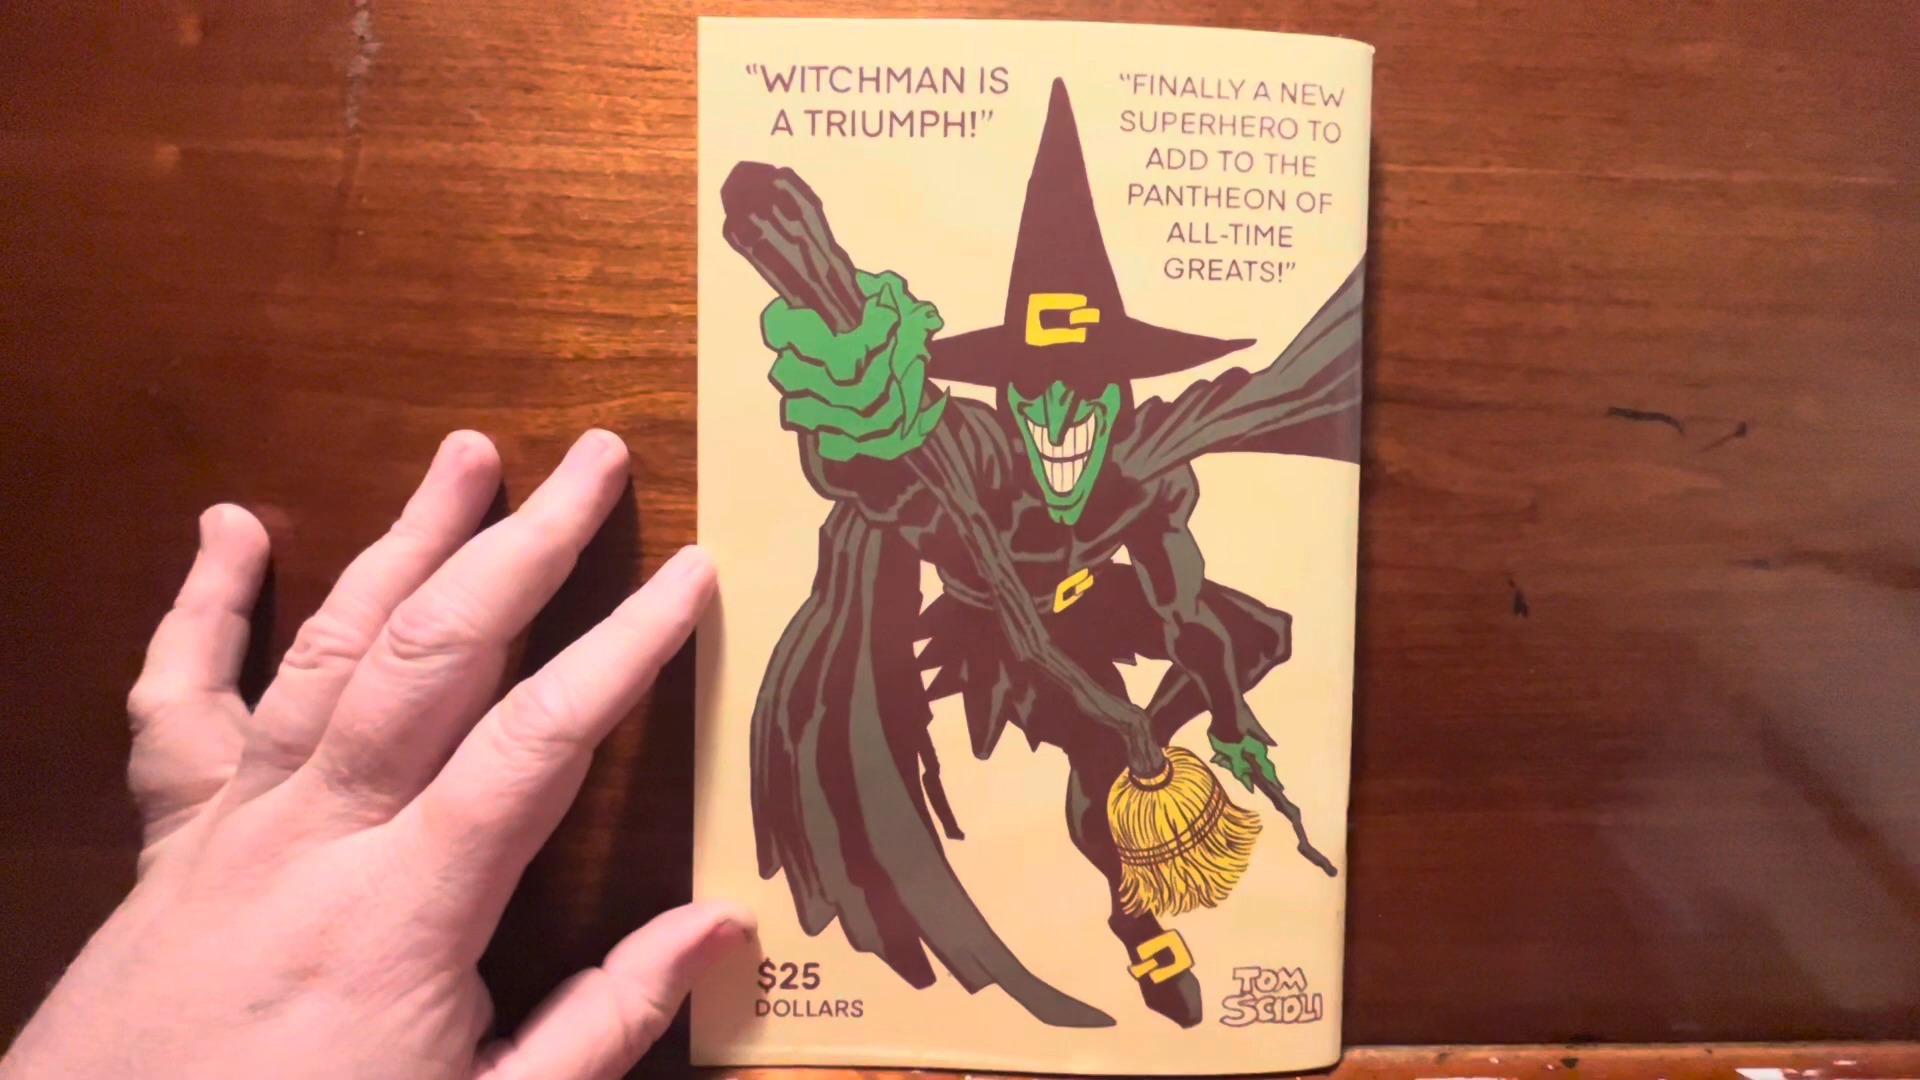 “WITCHMAN IS
A TRIUMPH!”
“FINALLY A NEW
SUPERHERO TO
ADD TO THE
PANTHEON OF
ALL-TIME
GREATS!”
$25
DOLLARS
TOM
SCIOLI